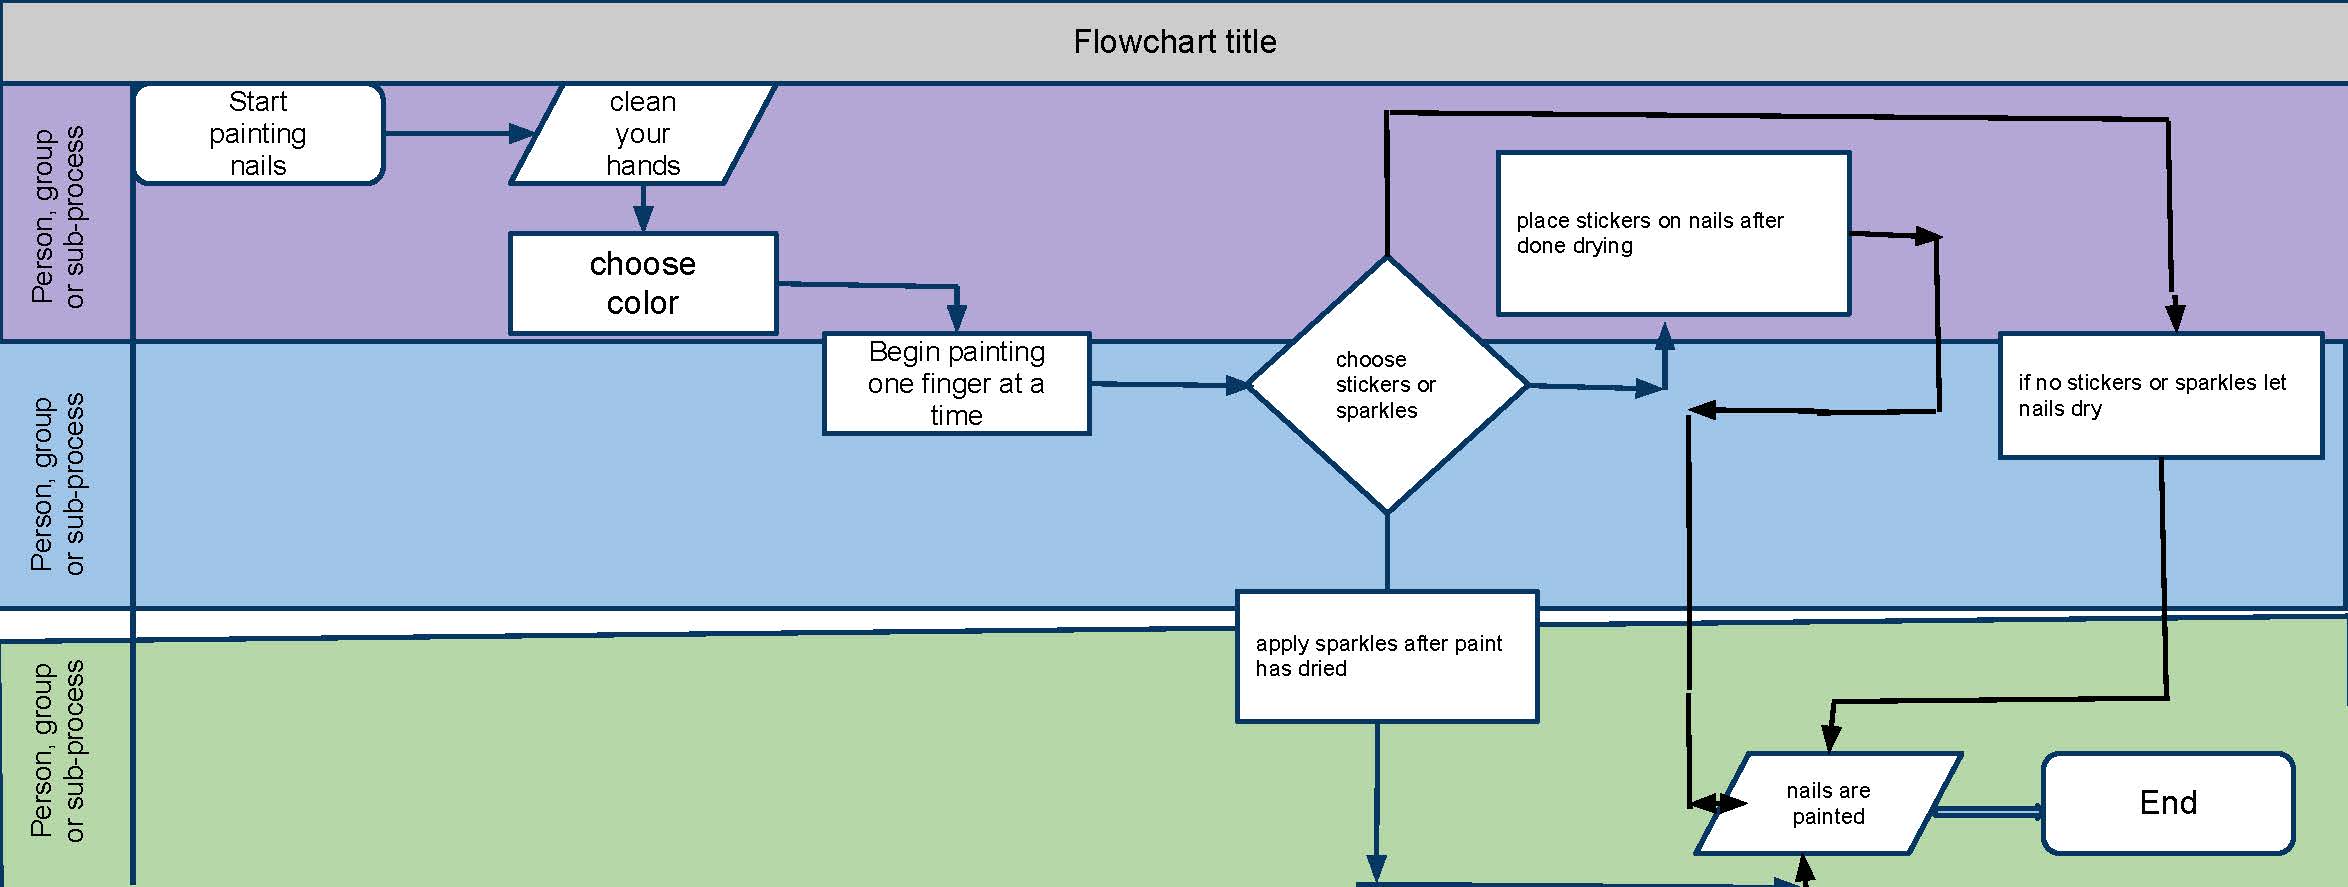 Flowchart title
Person, group
or sub-process
Start
painting
nails
clean
your
hands
choose
color
place stickers on nails after
done drying
Person, group
or sub-process
Begin painting
one finger at a
time
choose
stickers or
sparkles
if no stickers or sparkles let
nails dry
Person, group
or sub-process
apply sparkles after paint
has dried
nails are
painted
End